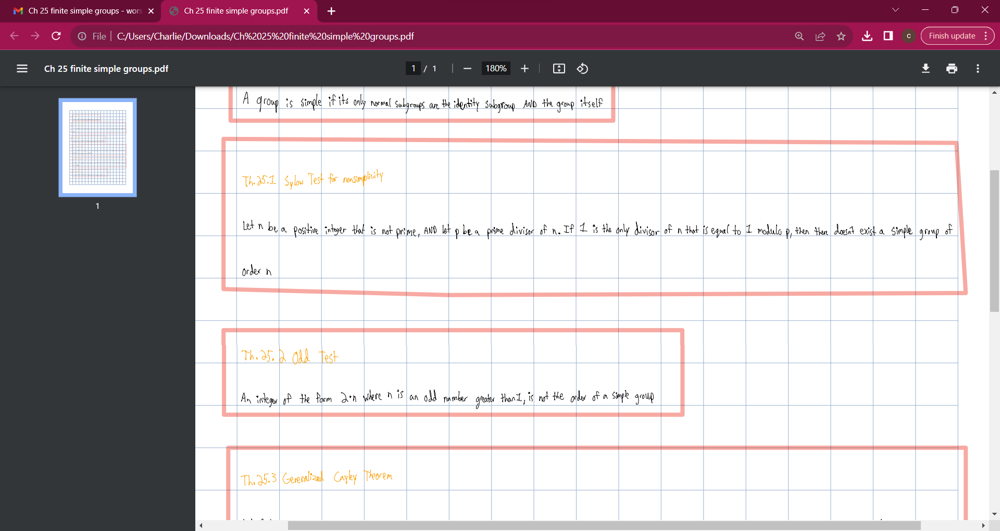 Ch 25 finite simple groups - wors
Ch 25 finite simple groups.pdf
File
C:/Users/Charlie/Downloads/Ch%2025%20finite%20simple%20groups.pdf
C
Finish update
Ch 25 finite simple groups.pdf
1 / 1
180%
1
A group is simple if its only normal subgroups are the identity subgroup AND the group itself
Th. 25.1 Sylow Test for nonsimplicity
Let n be a positive integer that is not prime, AND let p be a prime divisor of n. If 1 is the only divisor of n that is equal to 1 modulo p, then there doesn't exist a simple group of
order n
Th. 25.2 Odd Test
An integer of the form 2·n where n is an odd number greater than 1, is not the order of a simple group
Th. 25.3 Generalized Cayley Theorem